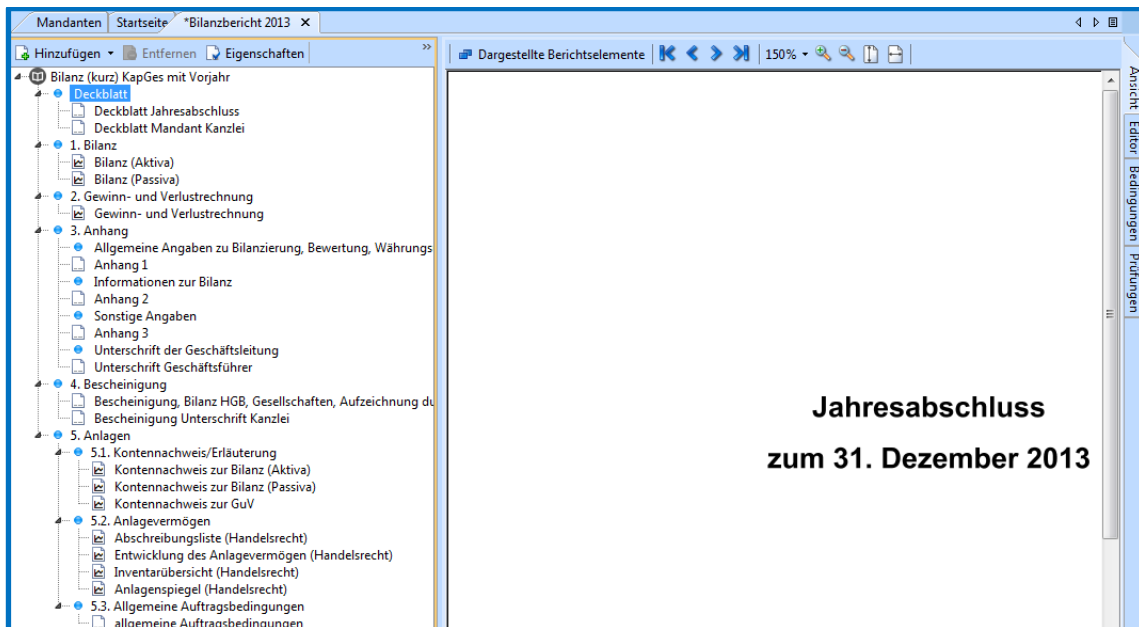 Mandanten Startseite *Bilanzbericht 2013 X
Hinzufügen Entfernen Eigenschaften »
Dargestellte Berichtselemente 150%
Bilanz (kurz) KapGes mit Vorjahr
Deckblatt
Deckblatt Jahresabschluss
Deckblatt Mandant Kanzlei
1. Bilanz
Bilanz (Aktiva)
Bilanz (Passiva)
2. Gewinn- und Verlustrechnung
Gewinn- und Verlustrechnung
3. Anhang
Allgemeine Angaben zu Bilanzierung, Bewertung, Währungs
Anhang 1
Informationen zur Bilanz
Anhang 2
Sonstige Angaben
Anhang 3
Unterschrift der Geschäftsleitung
Unterschrift Geschäftsführer
4. Bescheinigung
Bescheinigung, Bilanz HGB, Gesellschaften, Aufzeichnung du
Bescheinigung Unterschrift Kanzlei
5. Anlagen
5.1. Kontennachweis/Erläuterung
Kontennachweis zur Bilanz (Aktiva)
Kontennachweis zur Bilanz (Passiva)
Kontennachweis zur GuV
5.2. Anlagevermögen
Abschreibungsliste (Handelsrecht)
Entwicklung des Anlagevermögen (Handelsrecht)
Inventarübersicht (Handelsrecht)
Anlagenspiegel (Handelsrecht)
5.3. Allgemeine Auftragsbedingungen
allgemeine Auftragsbedingungen
Jahresabschluss
zum 31. Dezember 2013
Ansicht
Editor
Bedingungen
Prüfungen